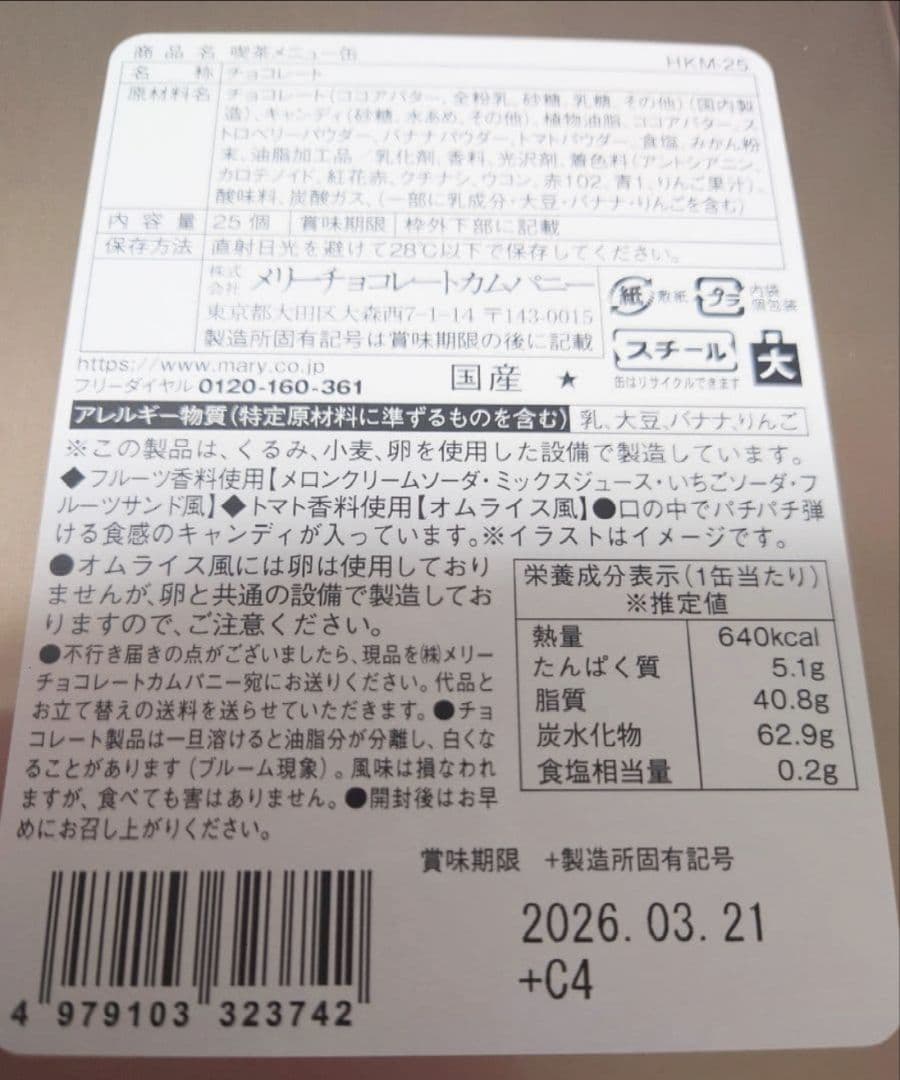 商品名 喫茶メニュー缶 HKM-25
名称 チョコレート
原材料名 チョコレート(ココアバター、全粉乳、砂糖、乳糖、その他)(国内製
造)、キャンディ(砂糖、水あめ、その他)、植物油脂、ココアバター、ス
トロベリーパウダー、バナナパウダー、トマトパウダー、食塩、みかん粉
末、油脂加工品／乳化剤、香料、光沢剤、着色料(アントシアニン、
カロテノイド、紅花赤、クチナシ、ウコン、赤102、青1、りんご果汁)、
酸味料、炭酸ガス、(一部に乳成分・大豆・バナナ・りんごを含む)
内容量 25個 賞味期限 枠外下部に記載
保存方法 直射日光を避けて28℃以下で保存してください。
株式会社 メリーチョコレートカムパニー
東京都大田区大森西7-1-14 〒143-0015
製造所固有記号は賞味期限の後に記載
紙 敷紙 プラ 内袋 個包装
スチール 缶はリサイクルできます 大
https://www.mary.co.jp
フリーダイヤル 0120-160-361 国産 ★
アレルギー物質(特定原材料に準ずるものを含む) 乳、大豆、バナナ、りんご
※この製品は、くるみ、小麦、卵を使用した設備で製造しています。
◆フルーツ香料使用【メロンクリームソーダ・ミックスジュース・いちごソーダ・フ
ルーツサンド風】◆トマト香料使用【オムライス風】●口の中でパチパチ弾
ける食感のキャンディが入っています。※イラストはイメージです。
●オムライス風には卵は使用しており
ませんが、卵と共通の設備で製造してお
りますので、ご注意ください。
●不行き届きの点がございましたら、現品を㈱メリー
チョコレートカムパニー宛にお送りください。代品と
お立て替えの送料を送らせていただきます。●チョ
コレート製品は一旦溶けると油脂分が分離し、白くな
ることがあります(ブルーム現象)。風味は損なわれ
ますが、食べても害はありません。●開封後はお早
めにお召し上がりください。
栄養成分表示(1缶当たり)
※推定値
熱量 640kcal
たんぱく質 5.1g
脂質 40.8g
炭水化物 62.9g
食塩相当量 0.2g
賞味期限 +製造所固有記号
2026.03.21
+C4
4 979103 323742